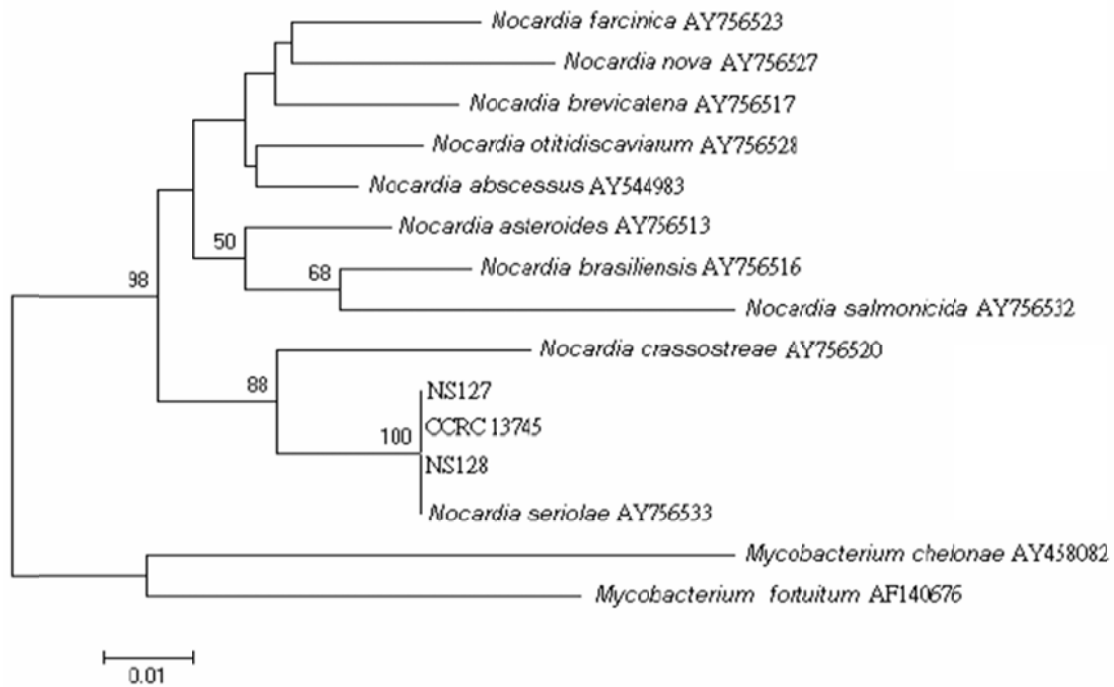 Nocardia farcinica AY756523
Nocardia nova AY756527
Nocardia brevicatena AY756517
Nocardia otitidiscaviarum AY756528
Nocardia abscessus AY544983
Nocardia asteroides AY756513
50
Nocardia brasiliensis AY756516
68
98
Nocardia salmonicida AY756532
Nocardia crassostreae AY756520
88
NS127
CCRC 13745
100
NS128
Nocardia seriolae AY756533
Mycobacterium chelonae AY458082
Mycobacterium fortuitum AF140676
0.01